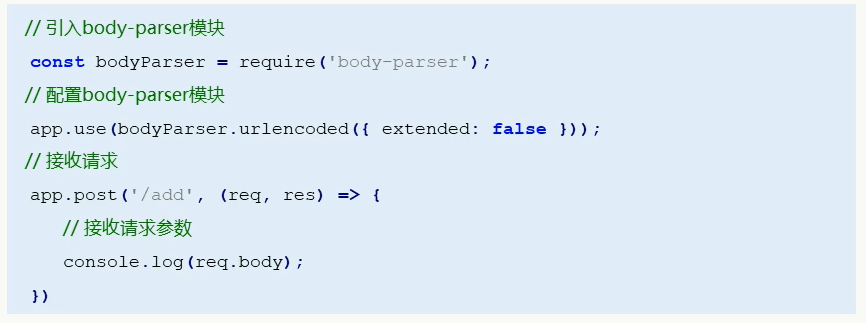 // 引入body-parser模块
const bodyParser = require('body-parser');
// 配置body-parser模块
app.use(bodyParser.urlencoded({ extended: false }));
// 接收请求
app.post('/add', (req, res) => {
// 接收请求参数
console.log(req.body);
})